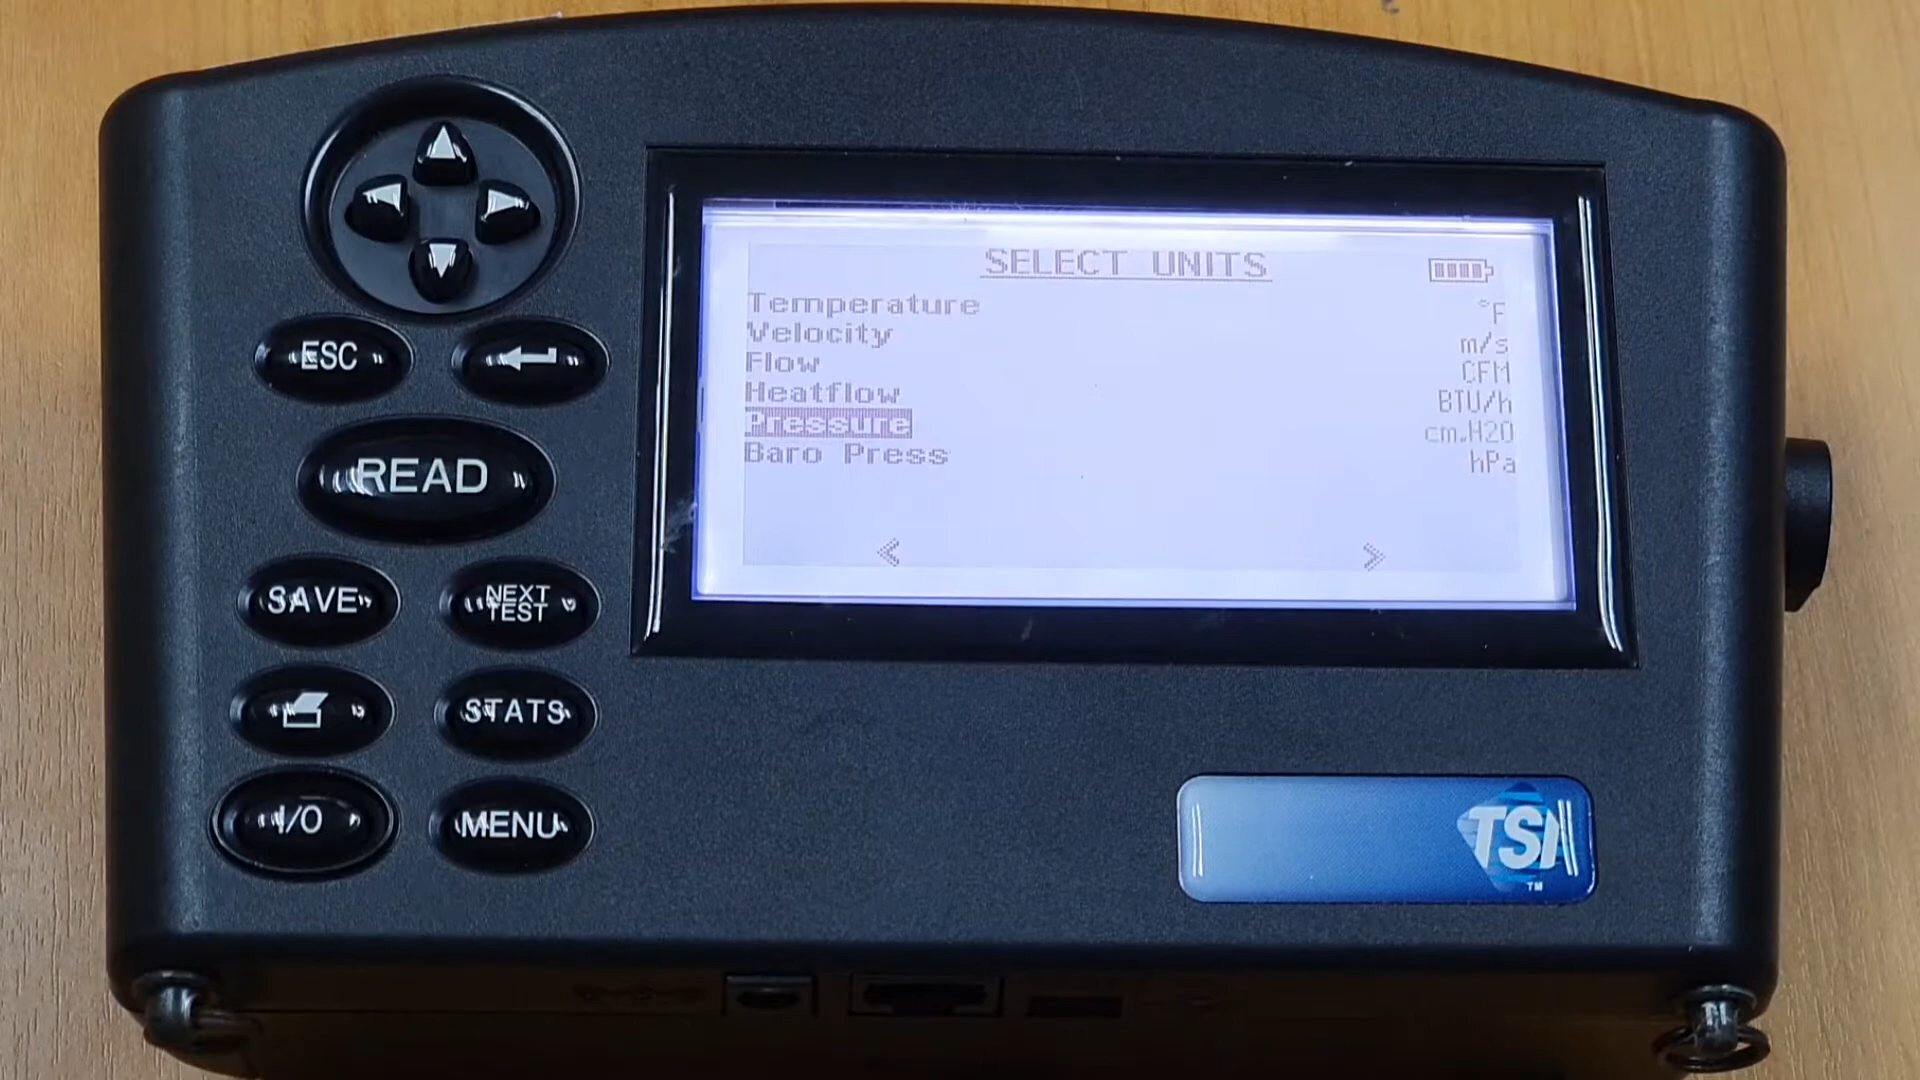 SELECT UNITS
Temperature °F
Velocity m/s
Flow CFM
Heatflow BTU/h
Pressure cm.H2O
Baro Press hPa
< >
ESC
READ
SAVE
NEXT
TEST
STATS
I/O
MENU
TSI
TM